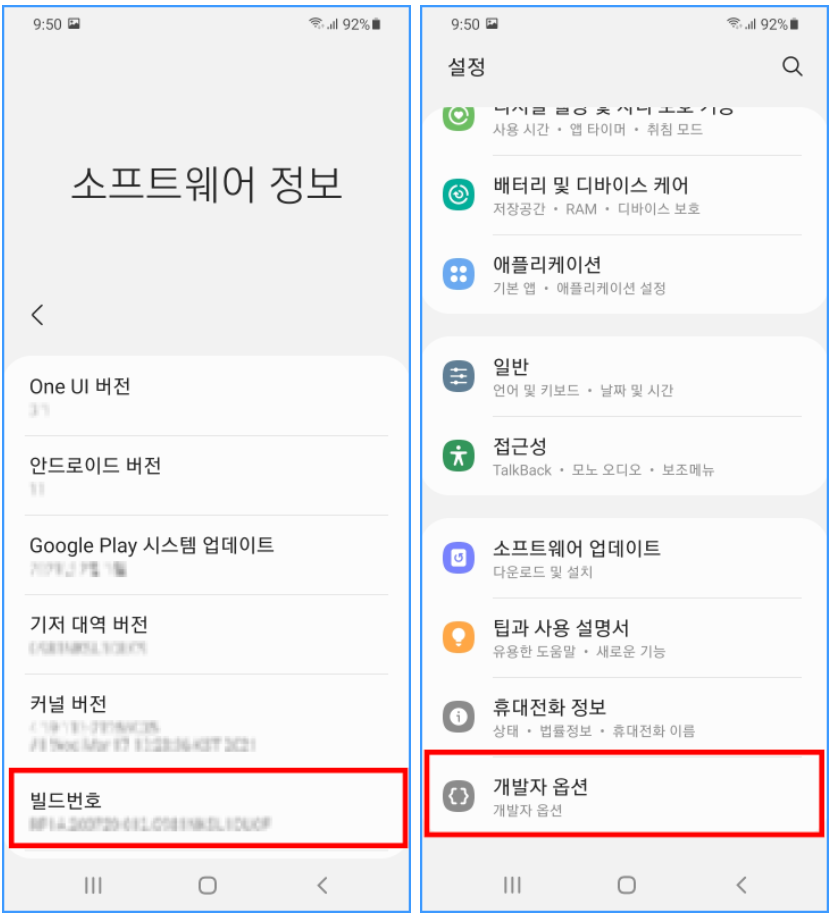 9:50 92%
소프트웨어 정보
One UI 버전
안드로이드 버전
11
Google Play 시스템 업데이트
기저 대역 버전
커널 버전
빌드번호
9:50 92%
설정
사용 시간 • 앱 타이머 • 취침 모드
배터리 및 디바이스 케어
저장공간 • RAM • 디바이스 보호
애플리케이션
기본 앱 • 애플리케이션 설정
일반
언어 및 키보드 • 날짜 및 시간
접근성
TalkBack • 모노 오디오 • 보조메뉴
소프트웨어 업데이트
다운로드 및 설치
팁과 사용 설명서
유용한 도움말 • 새로운 기능
휴대전화 정보
상태 • 법률정보 • 휴대전화 이름
개발자 옵션
개발자 옵션